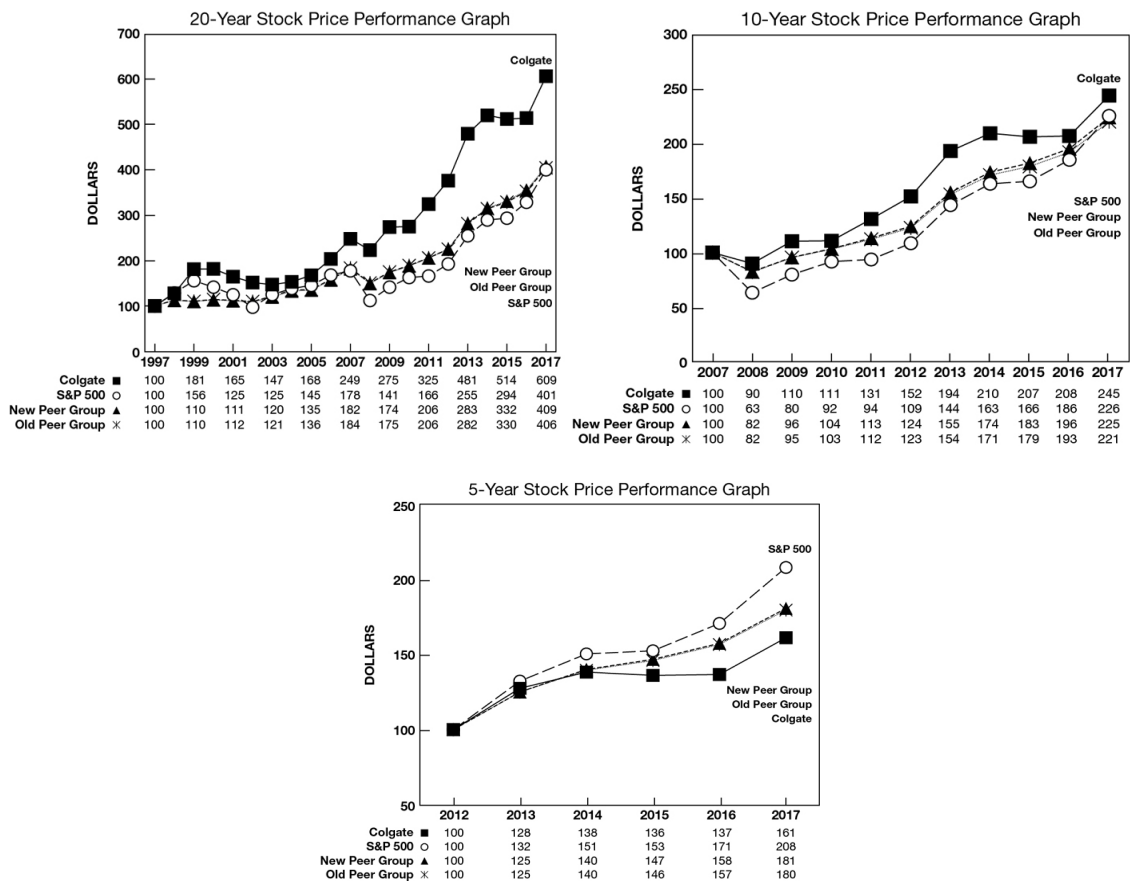 20-Year Stock Price Performance Graph
700
600
500
400
300
200
100
0
DOLLARS
Colgate
New Peer Group
Old Peer Group
S&P 500
1997 1999 2001 2003 2005 2007 2009 2011 2013 2015 2017
Colgate 100 181 165 147 168 249 275 325 481 514 609
S&P 500 100 156 125 125 145 178 141 166 255 294 401
New Peer Group 100 110 111 120 135 182 174 206 283 332 409
Old Peer Group 100 110 112 121 136 184 175 206 282 330 406
10-Year Stock Price Performance Graph
300
250
200
150
100
50
0
DOLLARS
Colgate
S&P 500
New Peer Group
Old Peer Group
2007 2008 2009 2010 2011 2012 2013 2014 2015 2016 2017
Colgate 100 90 110 111 131 152 194 210 207 208 245
S&P 500 100 63 80 92 94 109 144 163 166 186 226
New Peer Group 100 82 96 104 113 124 155 174 183 196 225
Old Peer Group 100 82 95 103 112 123 154 171 179 193 221
5-Year Stock Price Performance Graph
250
200
150
100
50
DOLLARS
S&P 500
New Peer Group
Old Peer Group
Colgate
2012 2013 2014 2015 2016 2017
Colgate 100 128 138 136 137 161
S&P 500 100 132 151 153 171 208
New Peer Group 100 125 140 147 158 181
Old Peer Group 100 125 140 146 157 180